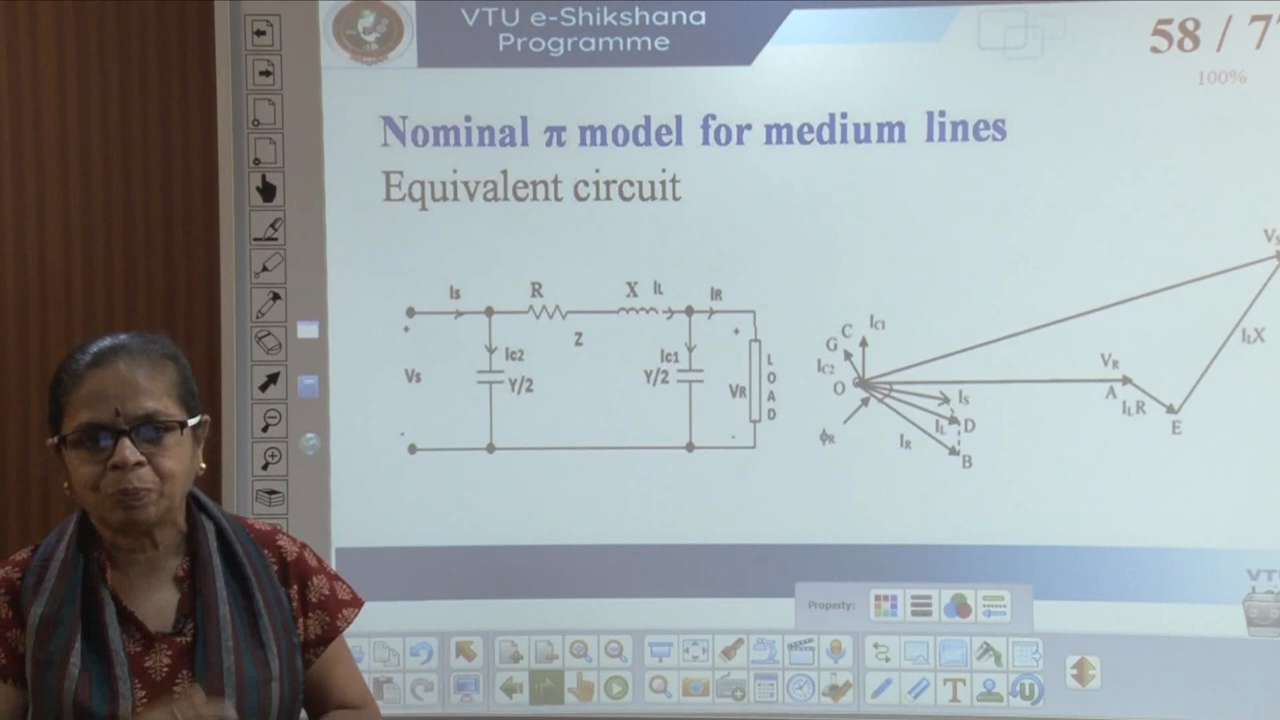 VTU e-Shikshana
Programme
58 / 7
100%
Nominal π model for medium lines
Equivalent circuit
Is
R
X
IL
IR
Z
+
+
Ic2
Ic1
Vs
Y/2
Y/2
VR
LOAD
-
-
Vs
C
IC1
G
IC2
O
VR
A
ILX
ILR
E
Is
IL
D
IR
B
ϕR
VTU
Property:
T
U